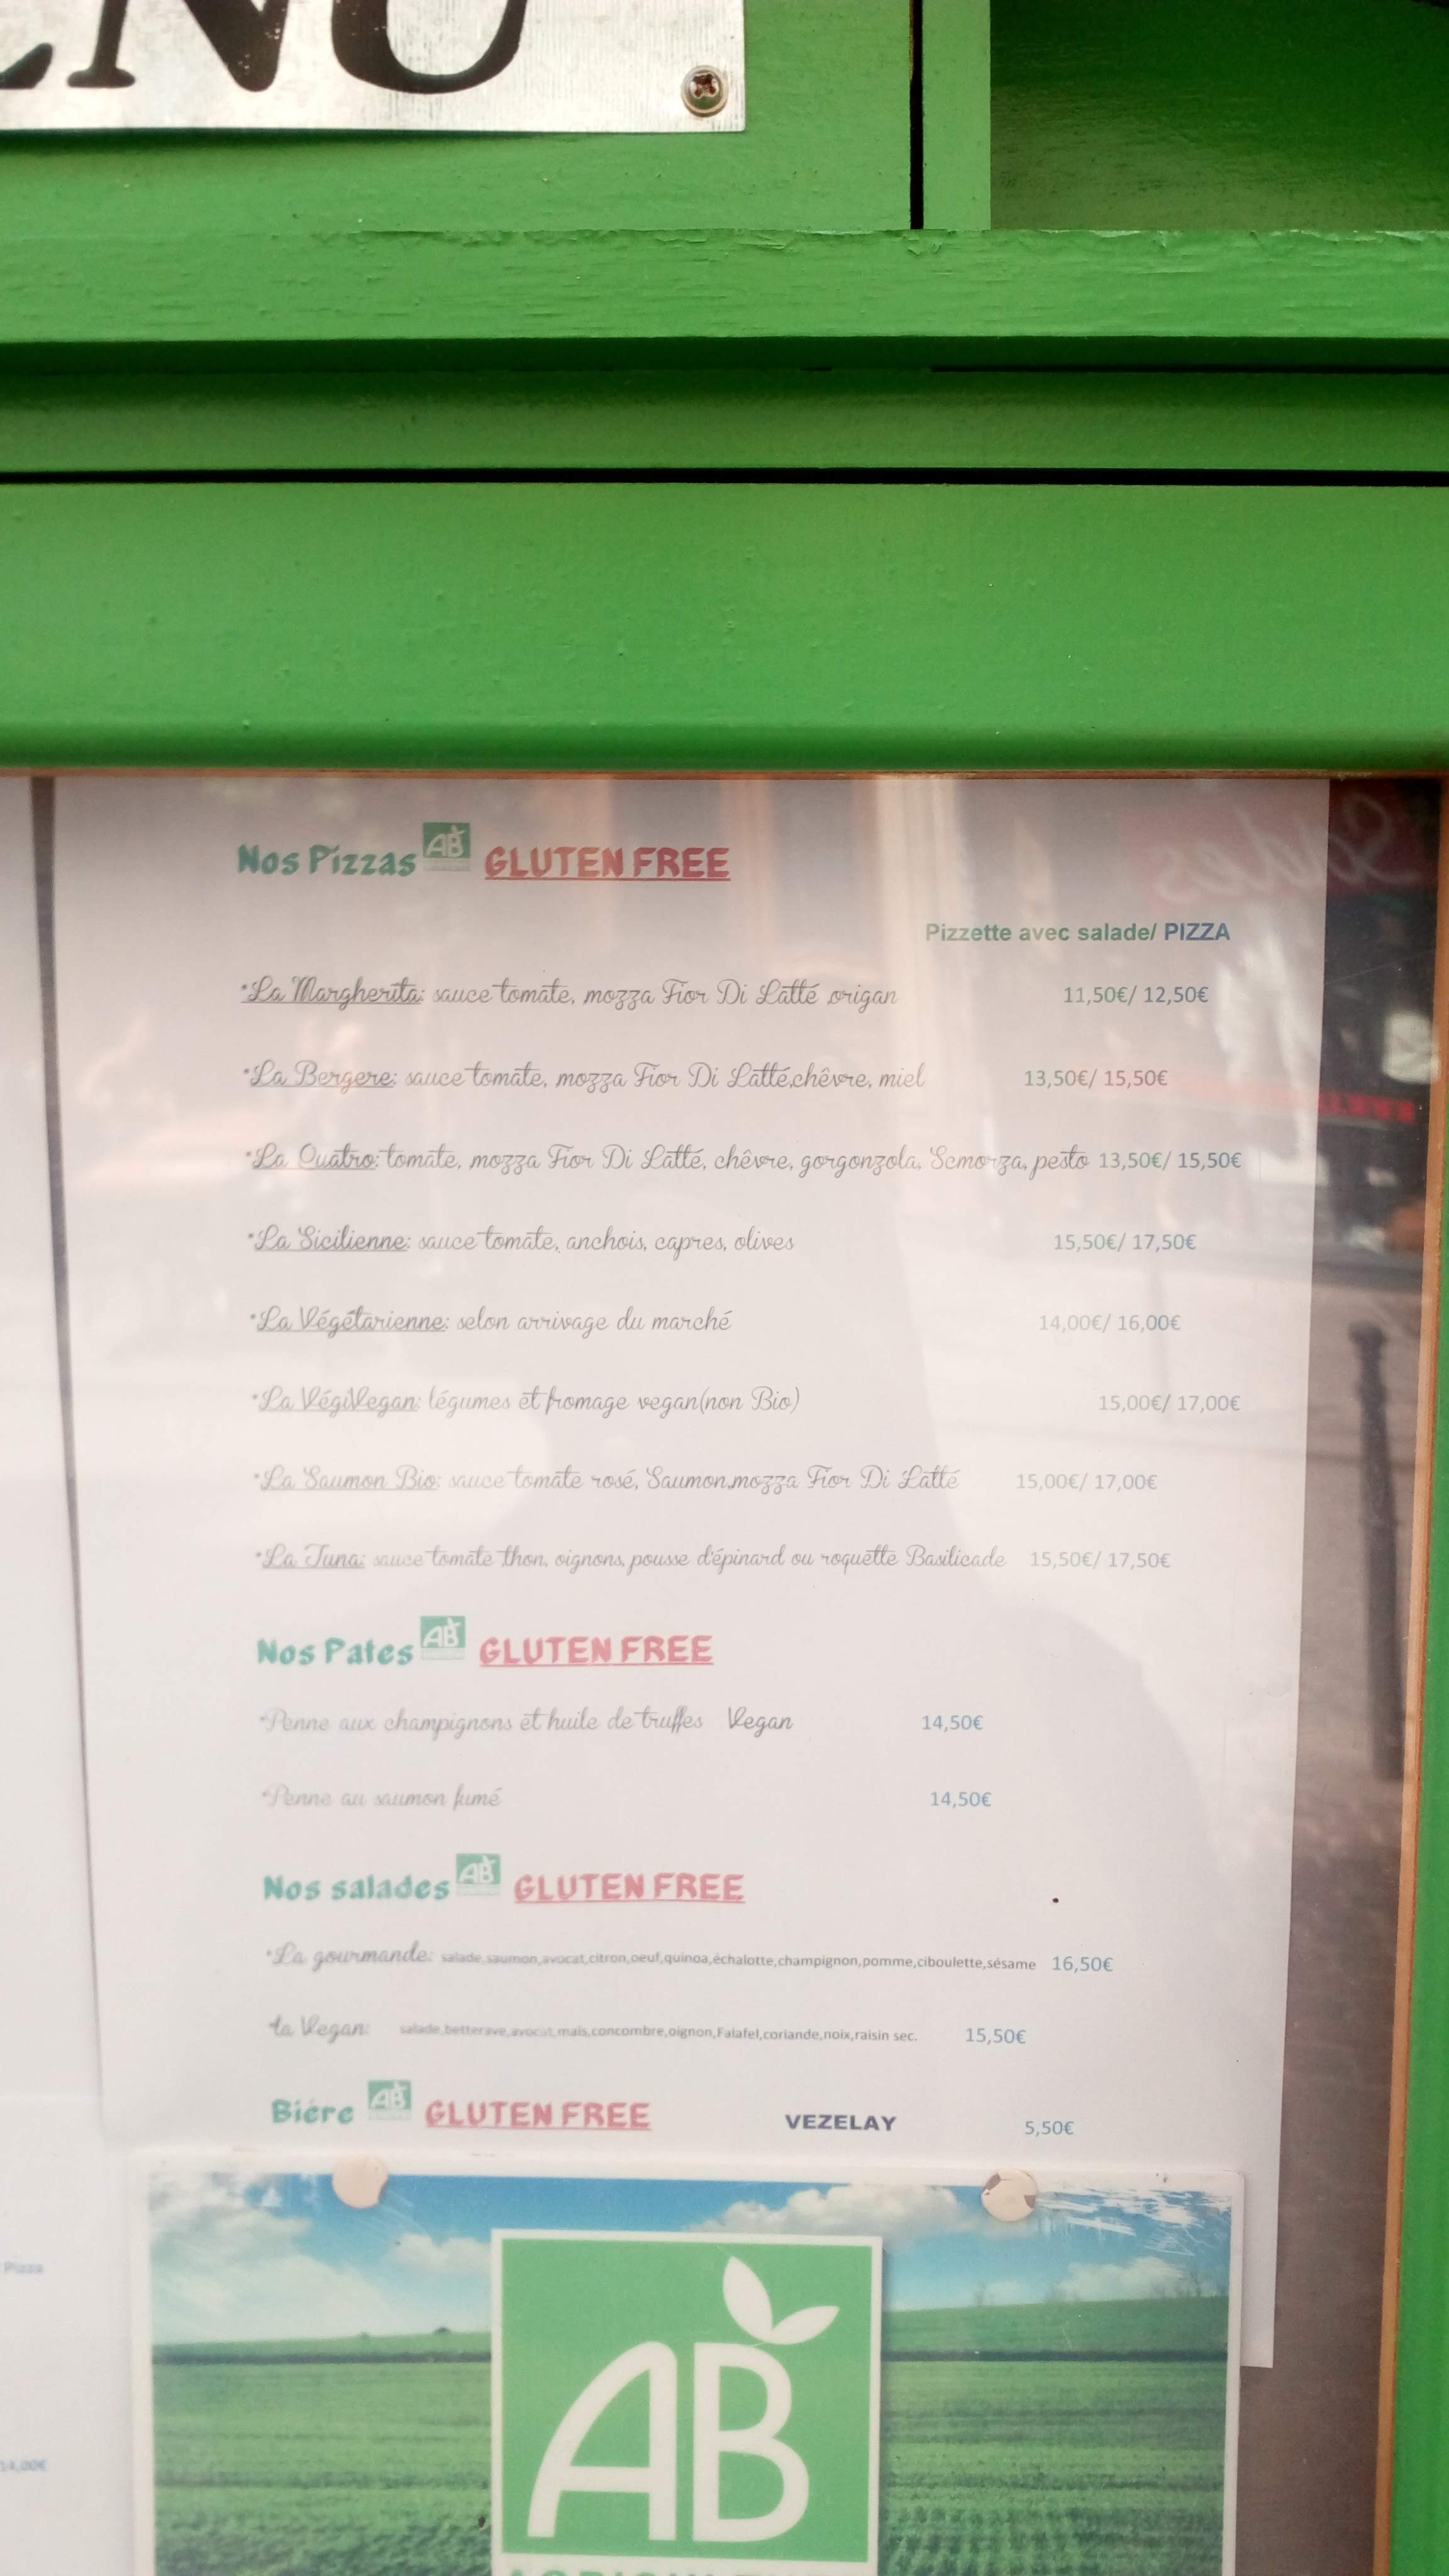 ENU
Nos Pizzas AB GLUTEN FREE
Pizzette avec salade/ PIZZA
*La Margherita: sauce tomate, mozza Fior Di Latté origan 11,50€/ 12,50€
*La Bergere: sauce tomate, mozza Fior Di Latté,chêvre, miel 13,50€/ 15,50€
*La Quatro: tomate, mozza Fior Di Latté, chêvre, gorgonzola, Scmorza, pesto 13,50€/ 15,50€
*La Sicilienne: sauce tomate, anchois, capres, olives 15,50€/ 17,50€
*La Végétarienne: selon arrivage du marché 14,00€/ 16,00€
*La VégiVegan: légumes et fromage vegan(non Bio) 15,00€/ 17,00€
*La Saumon Bio: sauce tomate rosé, Saumon,mozza Fior Di Latté 15,00€/ 17,00€
*La Tuna: sauce tomate thon, oignons, pousse d'épinard ou roquette Basilicade 15,50€/ 17,50€
Nos Pates AB GLUTEN FREE
*Penne aux champignons et huile de truffes Vegan 14,50€
*Penne au saumon fumé 14,50€
Nos salades AB GLUTEN FREE
*La gourmande: salade,saumon,avocat,citron,oeuf,quinoa,échalotte,champignon,pomme,ciboulette,sésame 16,50€
la Vegan: salade,betterave,avocat,maïs,concombre,oignon,Falafel,coriande,noix,raisin sec. 15,50€
Biére AB GLUTEN FREE VEZELAY 5,50€
Pizza
14,00€
AB